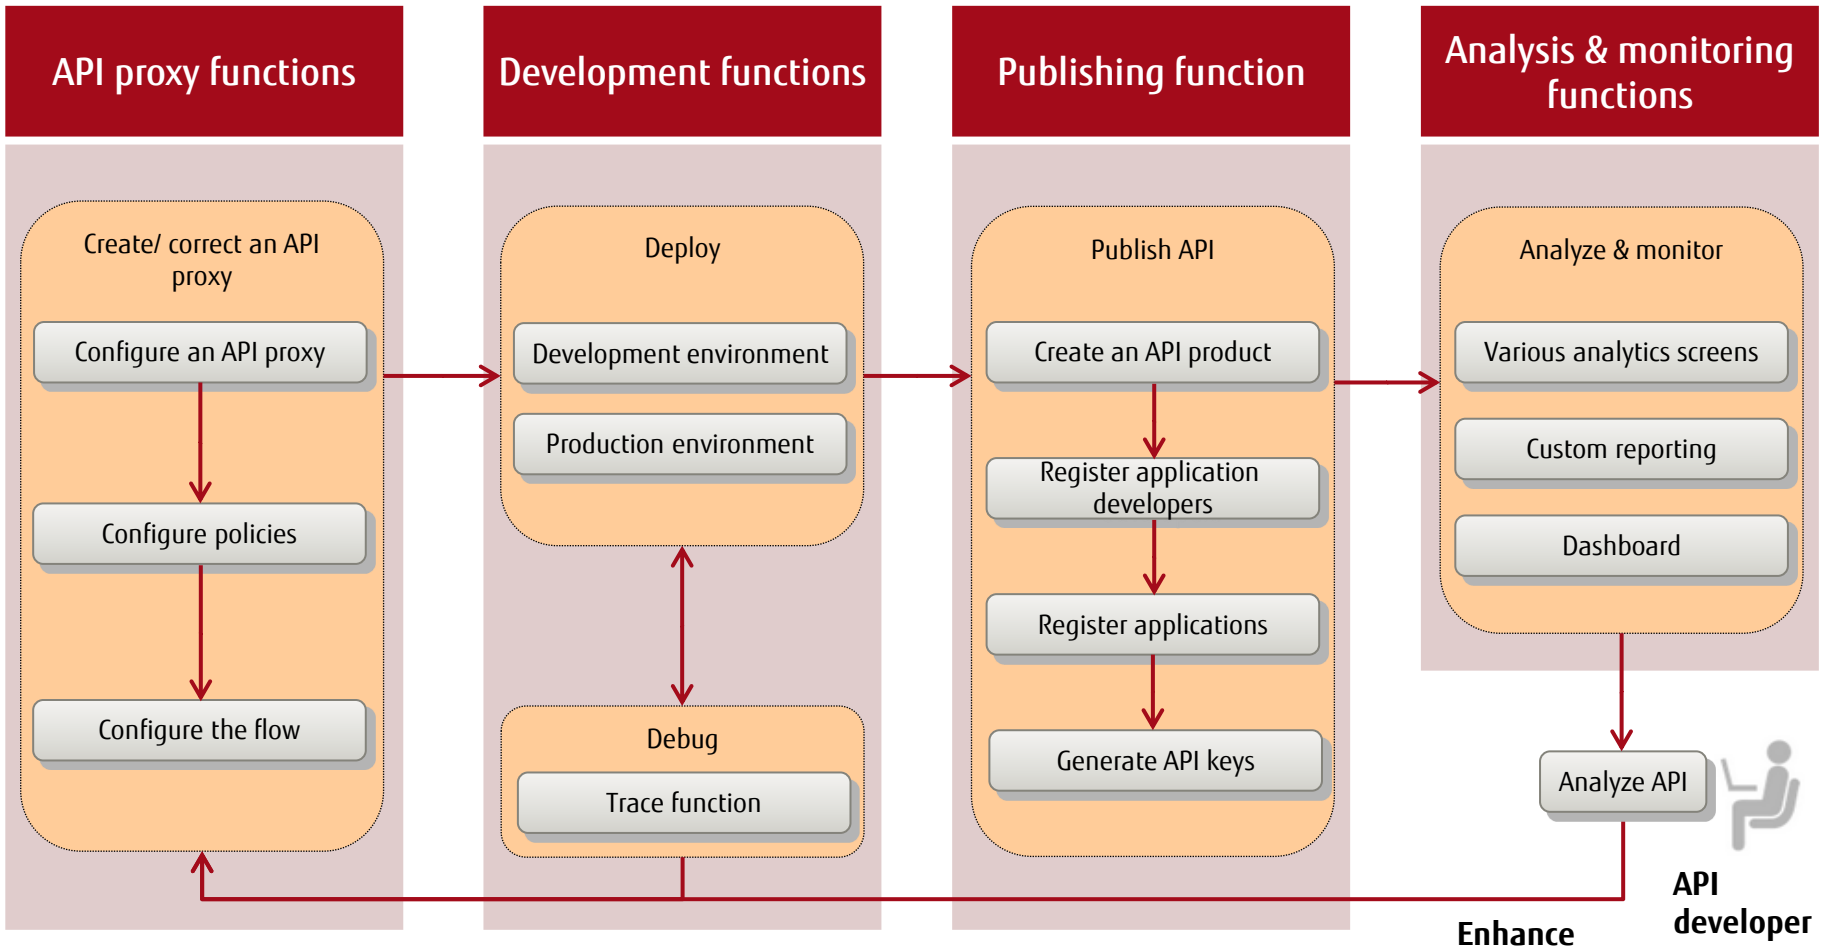 API proxy functions
Create/ correct an API
proxy
Configure an API proxy
Configure policies
Configure the flow
Development functions
Deploy
Development environment
Production environment
Debug
Trace function
Publishing function
Publish API
Create an API product
Register application
developers
Register applications
Generate API keys
Analysis & monitoring
functions
Analyze & monitor
Various analytics screens
Custom reporting
Dashboard
Analyze API
API
developer
Enhance